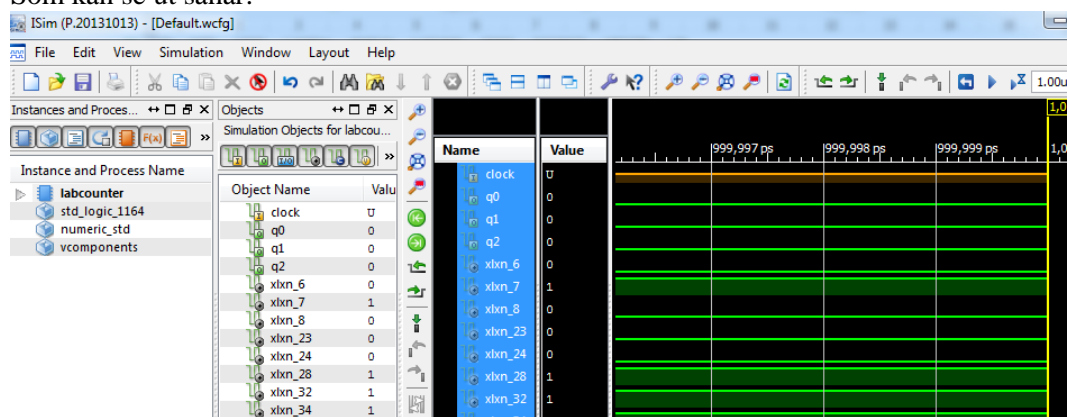 Som kan se ut sahar:
ISim (P.20131013) - [Default.wcfg]
File Edit View Simulation Window Layout Help
1.00u
Instances and Proces...
Objects
Simulation Objects for labcou...
F(x)
»
»
Instance and Process Name
labcounter
std_logic_1164
numeric_std
vcomponents
Object Name Valu
clock U
q0 0
q1 0
q2 0
xlxn_6 0
xlxn_7 1
xlxn_8 0
xlxn_23 0
xlxn_24 0
xlxn_28 1
xlxn_32 1
xlxn_34 1
Name Value
clock U
q0 0
q1 0
q2 0
xlxn_6 0
xlxn_7 1
xlxn_8 0
xlxn_23 0
xlxn_24 0
xlxn_28 1
xlxn_32 1
1,0
999,997 ps 999,998 ps 999,999 ps 1,0